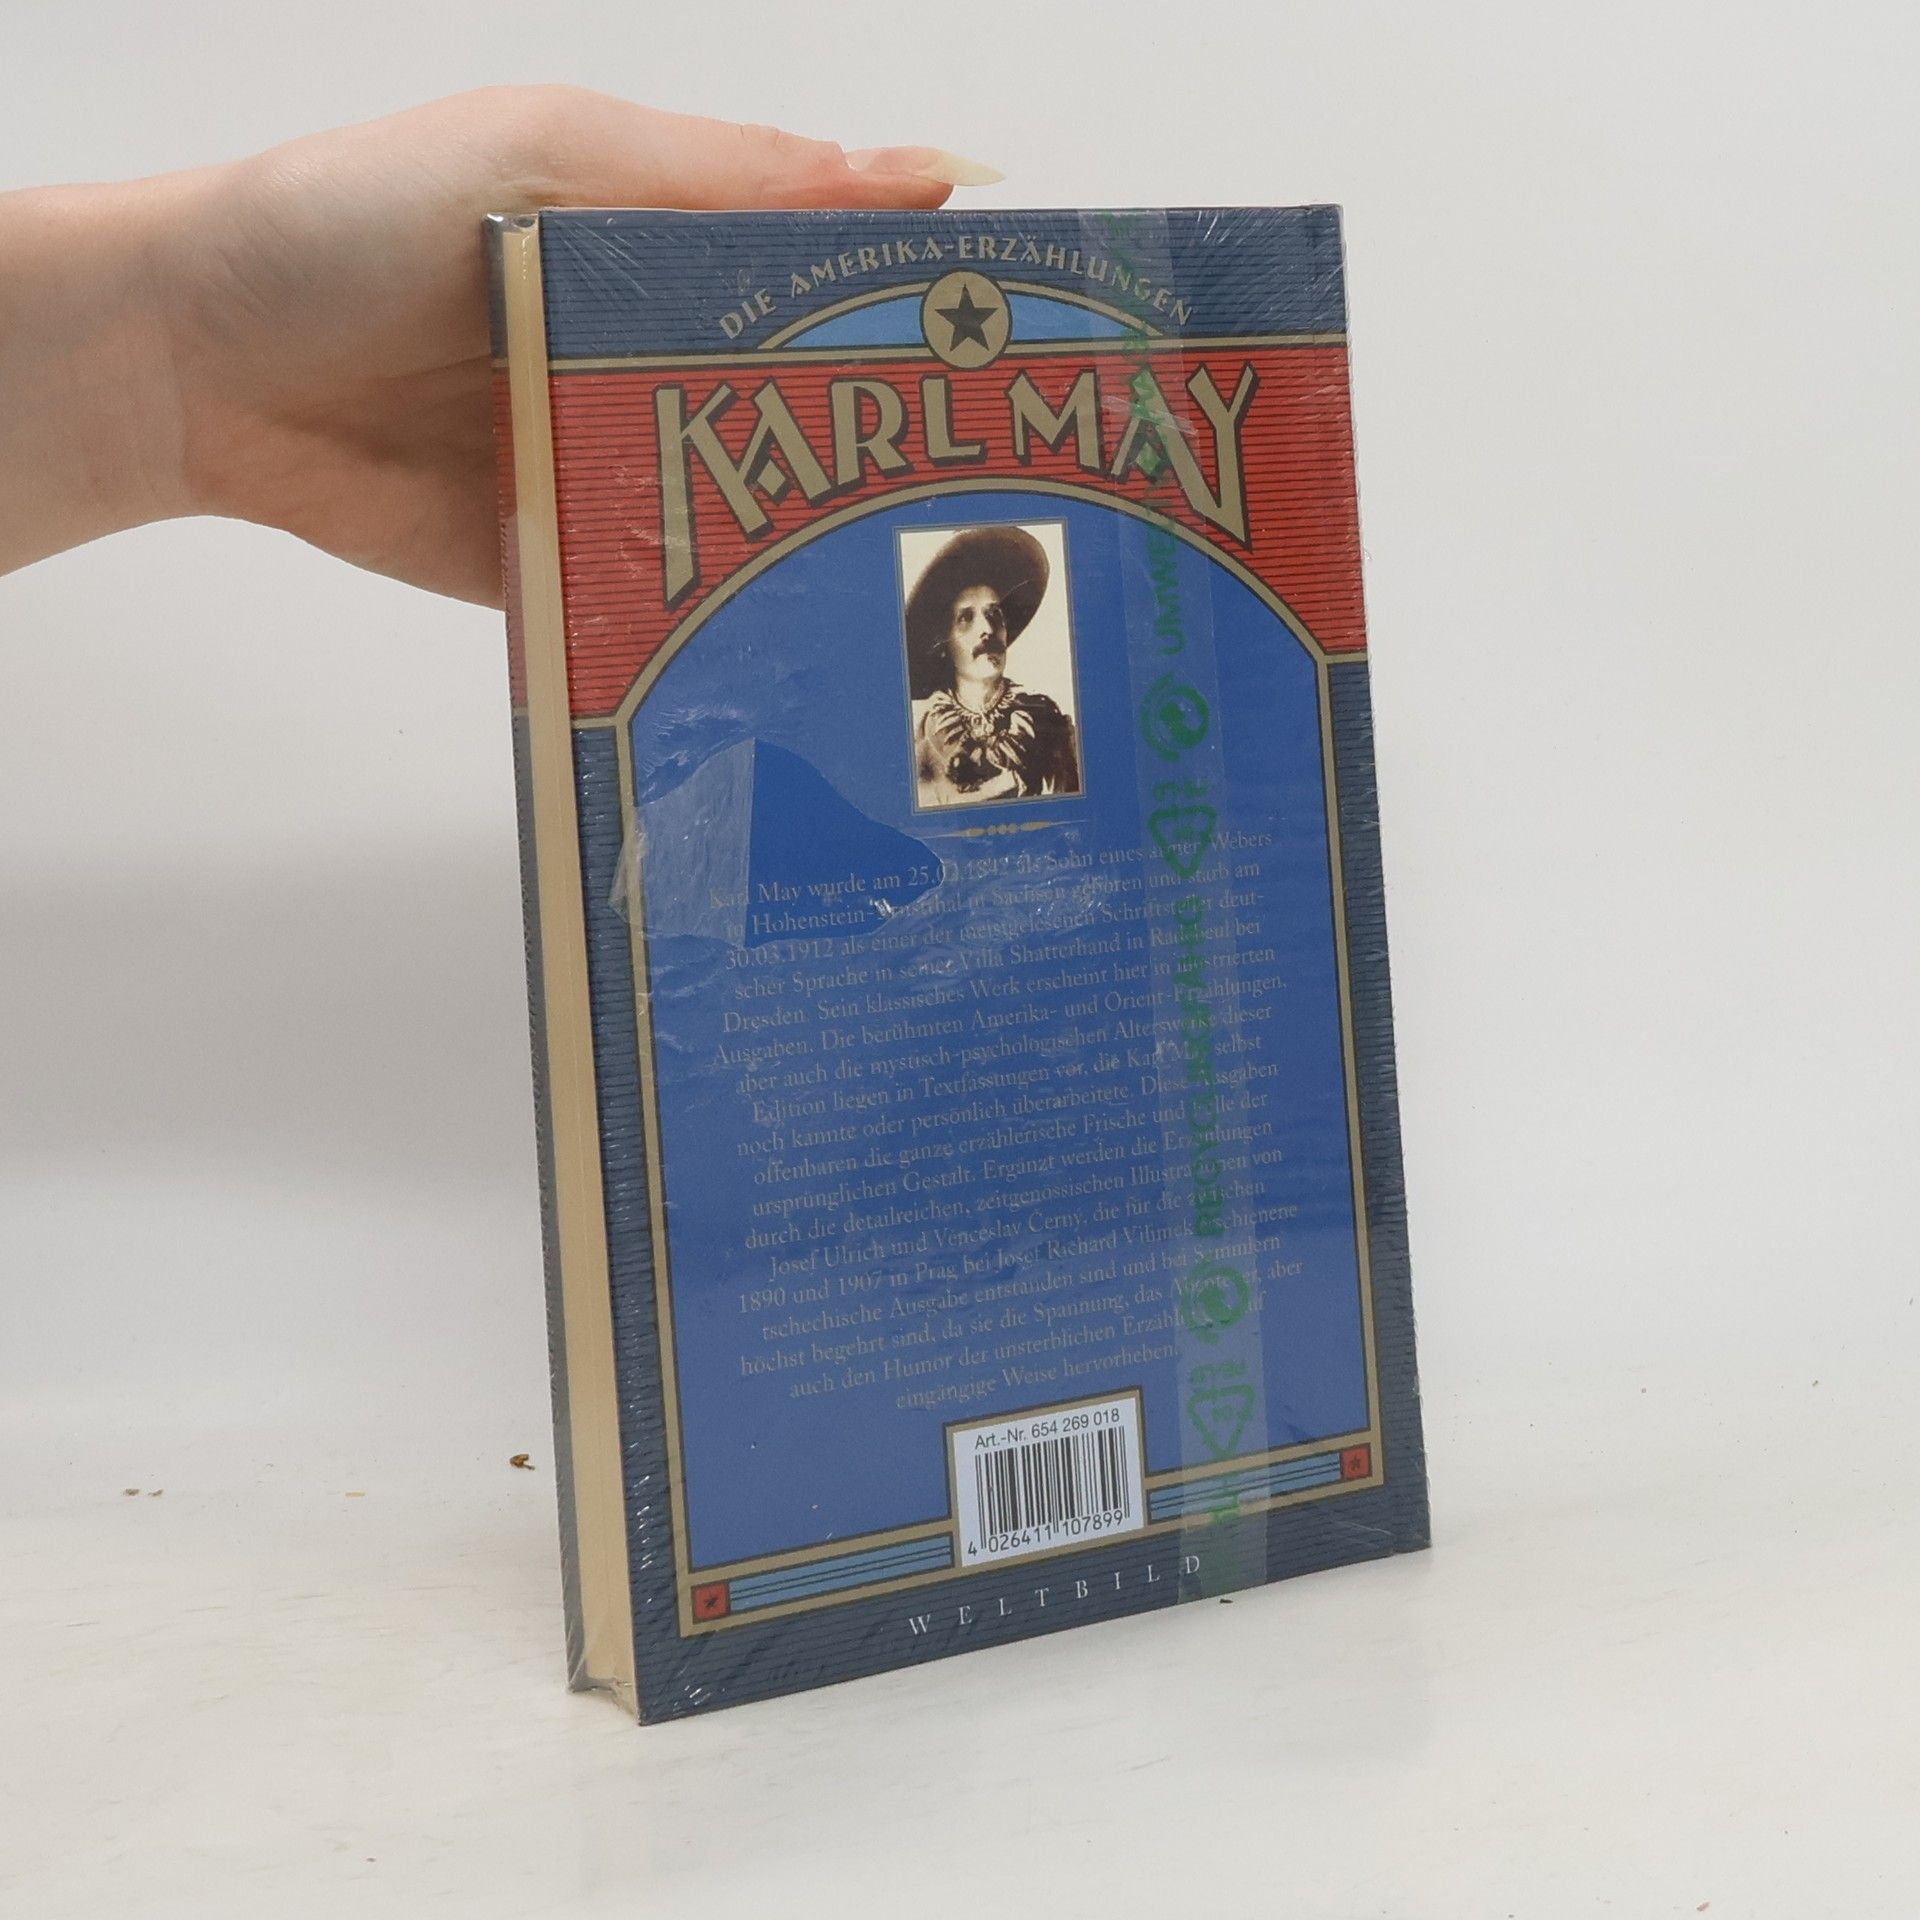 DIE AMERIKA-ERZÄHLUNGEN
KARL MAY
Karl May wurde am 25.02.1842 als Sohn eines armen Webers
in Hohenstein-Ernstthal in Sachsen geboren und starb am
30.03.1912 als einer der meistgelesenen Schriftsteller deut-
scher Sprache in seiner Villa Shatterhand in Radebeul bei
Dresden. Sein klassisches Werk erscheint hier in illustrierten
Ausgaben. Die berühmten Amerika- und Orient-Erzählungen,
aber auch die mystisch-psychologischen Alterswerke dieser
Edition liegen in Textfassungen vor, die Karl May selbst
noch kannte oder persönlich überarbeitete. Diese Ausgaben
offenbaren die ganze erzählerische Frische und Fülle der
ursprünglichen Gestalt. Ergänzt werden die Erzählungen
durch die detailreichen, zeitgenössischen Illustrationen von
Josef Ulrich und Venceslav Černý, die für die zwischen
1890 und 1907 in Prag bei Josef Richard Vilímek erschienene
tschechische Ausgabe entstanden sind und bei Sammlern
höchst begehrt sind, da sie die Spannung, das Abenteuer, aber
auch den Humor der unsterblichen Erzählungen auf
eingängige Weise hervorheben.
Art.-Nr. 654 269 018
4 026411 107899
WELTBILD